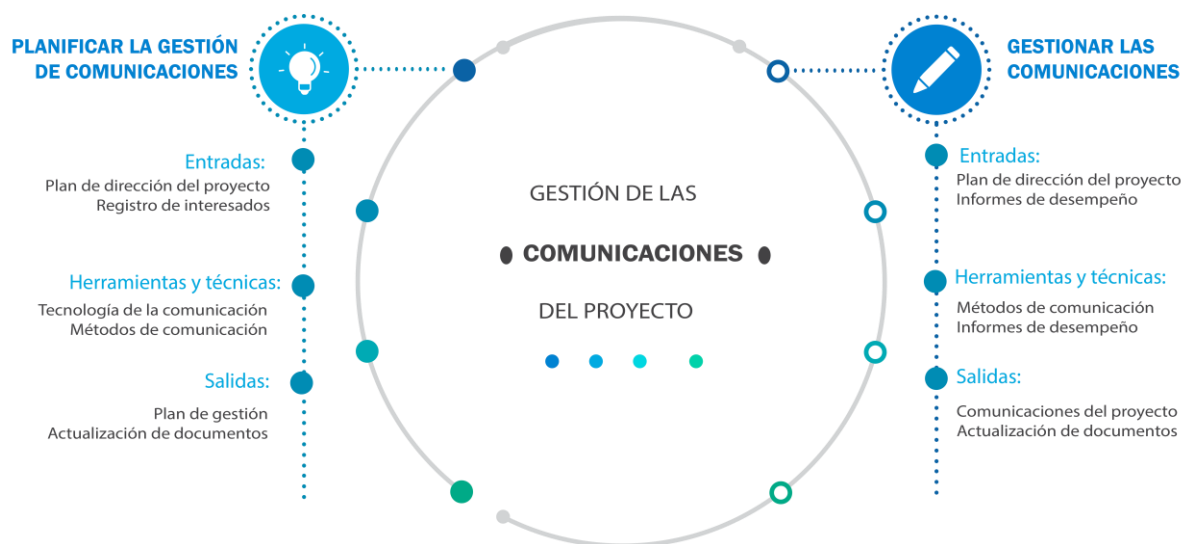 PLANIFICAR LA GESTIÓN
DE COMUNICACIONES
Entradas:
Plan de dirección del proyecto
Registro de interesados
Herramientas y técnicas:
Tecnología de la comunicación
Métodos de comunicación
Salidas:
Plan de gestión
Actualización de documentos
GESTIÓN DE LAS
COMUNICACIONES
DEL PROYECTO
GESTIONAR LAS
COMUNICACIONES
Entradas:
Plan de dirección del proyecto
Informes de desempeño
Herramientas y técnicas:
Métodos de comunicación
Informes de desempeño
Salidas:
Comunicaciones del proyecto
Actualización de documentos